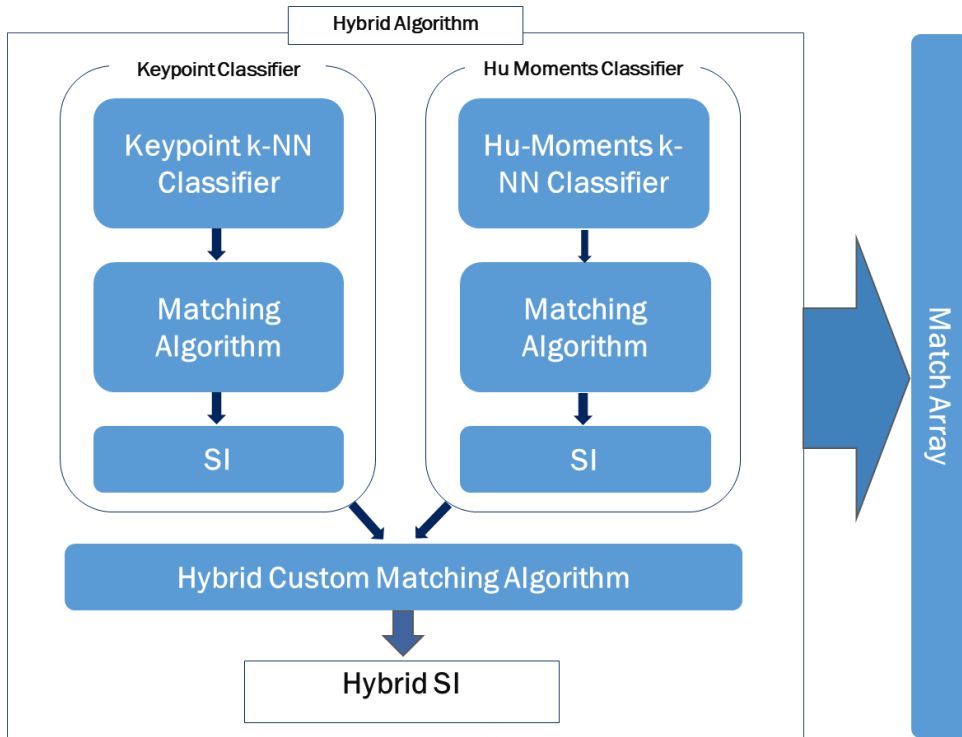 Hybrid Algorithm
Keypoint Classifier
Keypoint k-NN
Classifier
Matching
Algorithm
SI
Hu Moments Classifier
Hu-Moments k-
NN Classifier
Matching
Algorithm
SI
Hybrid Custom Matching Algorithm
Hybrid SI
Match Array